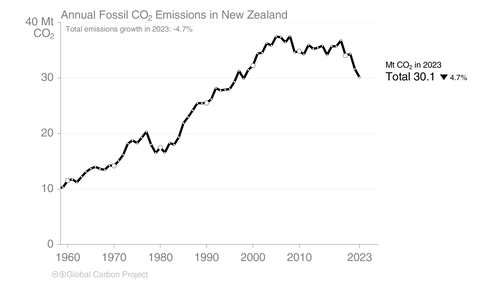 Annual Fossil CO₂ Emissions in New Zealand
40 Mt
CO₂
Total emissions growth in 2023: -4.7%
30
20
10
0
1960 1970 1980 1990 2000 2010 2023
Mt CO₂ in 2023
Total 30.1 ▼ 4.7%
Global Carbon Project